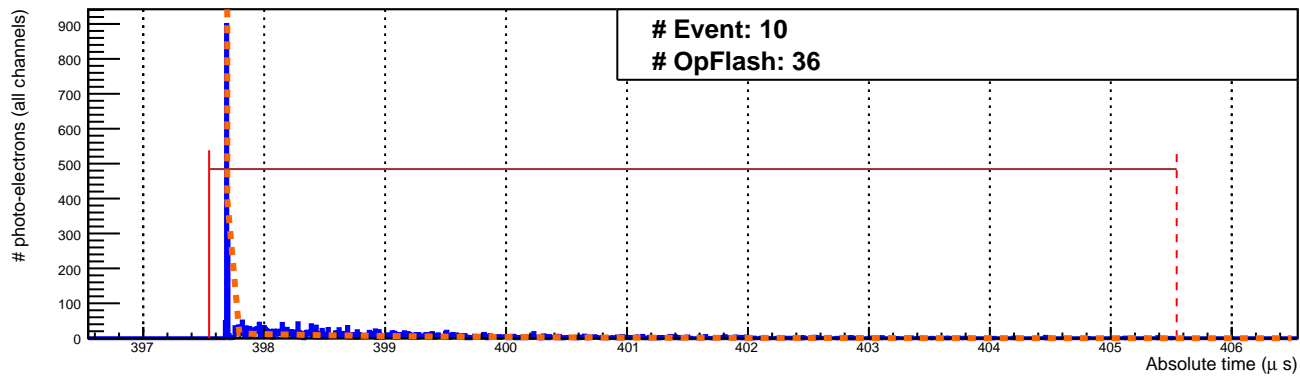 # Event: 10
# OpFlash: 36
# photo-electrons (all channels)
900
800
700
600
500
400
300
200
100
0
397 398 399 400 401 402 403 404 405 406
Absolute time (μ s)